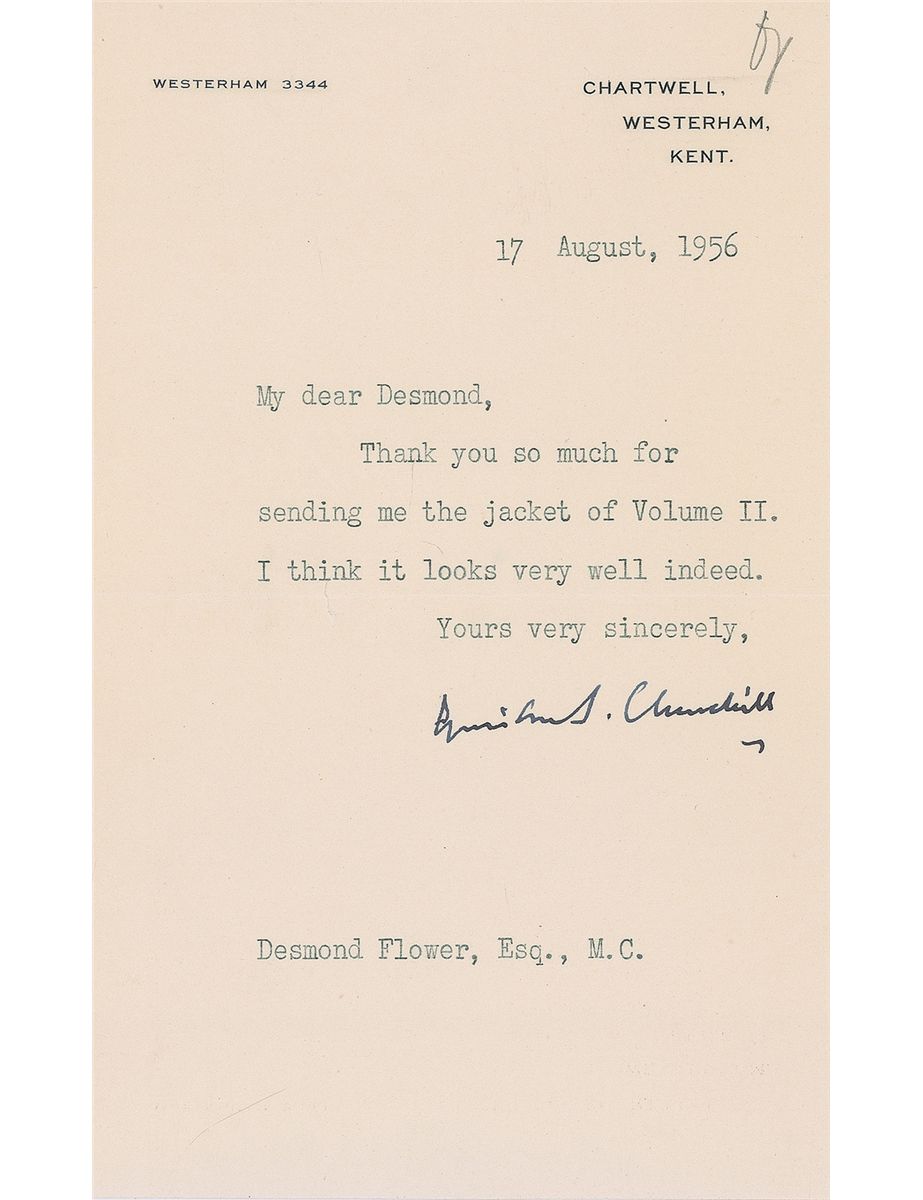 WESTERHAM 3344
CHARTWELL,
WESTERHAM,
KENT.
17 August, 1956
My dear Desmond,
Thank you so much for
sending me the jacket of Volume II.
I think it looks very well indeed.
Yours very sincerely,
Winston S. Churchill
Desmond Flower, Esq., M.C.